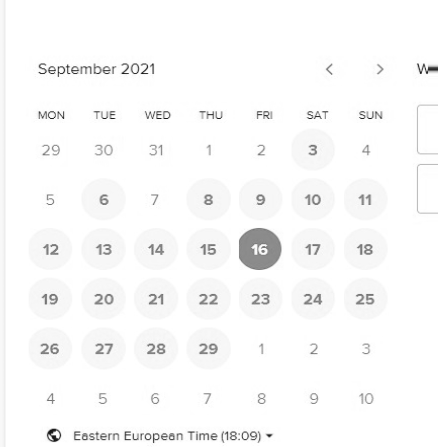 September 2021 < >
MON TUE WED THU FRI SAT SUN
29 30 31 1 2 3 4
5 6 7 8 9 10 11
12 13 14 15 16 17 18
19 20 21 22 23 24 25
26 27 28 29 1 2 3
4 5 6 7 8 9 10
Eastern European Time (18:09)